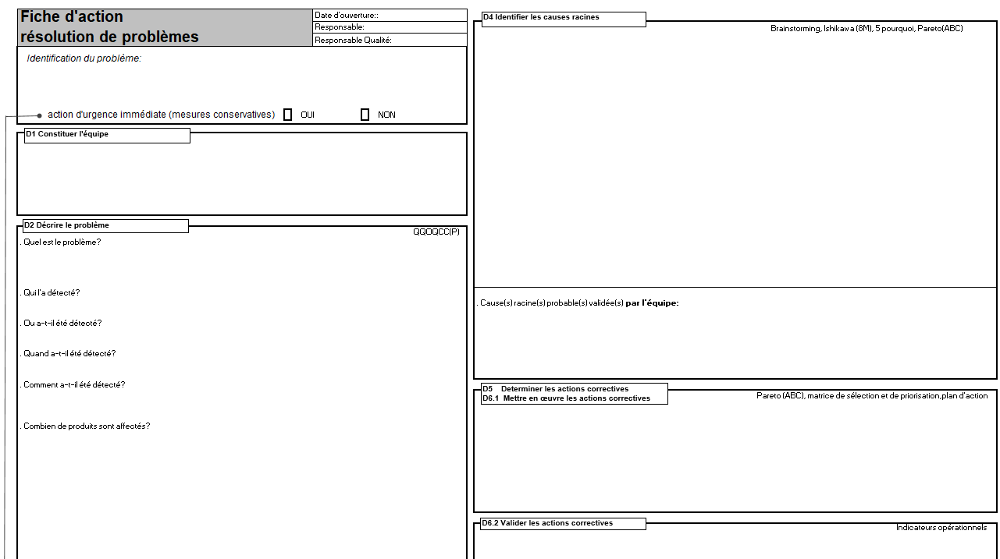 Fiche d'action
résolution de problèmes
Date d'ouverture::
Responsable:
Responsable Qualité:
Identification du problème:
action d'urgence immédiate (mesures conservatives) OUI NON
D1 Constituer l'équipe
D2 Décrire le problème
QQOQCC(P)
. Quel est le problème?
. Qui l'a détecté?
. Ou a-t-il été détecté?
. Quand a-t-il été détecté?
. Comment a-t-il été détecté?
. Combien de produits sont affectés?
D4 Identifier les causes racines
Brainstorming, Ishikawa (8M), 5 pourquoi, Pareto(ABC)
. Cause(s) racine(s) probable(s) validée(s) par l'équipe:
D5 Determiner les actions correctives
D6.1 Mettre en œuvre les actions correctives
Pareto (ABC), matrice de sélection et de priorisation,plan d'action
D6.2 Valider les actions correctives
Indicateurs opérationnels